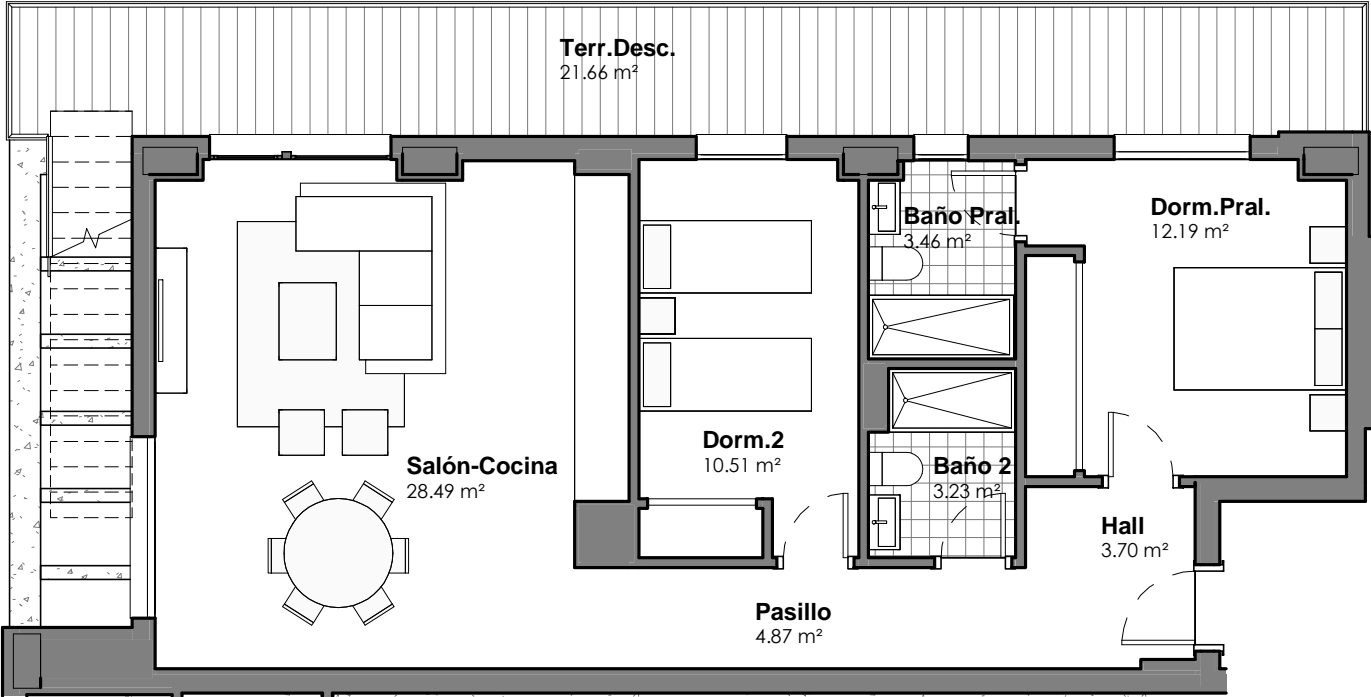 Terr.Desc.
21.66 m²
Baño Pral.
3.46 m²
Dorm.Pral.
12.19 m²
Dorm.2
10.51 m²
Salón-Cocina
28.49 m²
Baño 2
3.23 m²
Hall
3.70 m²
Pasillo
4.87 m²